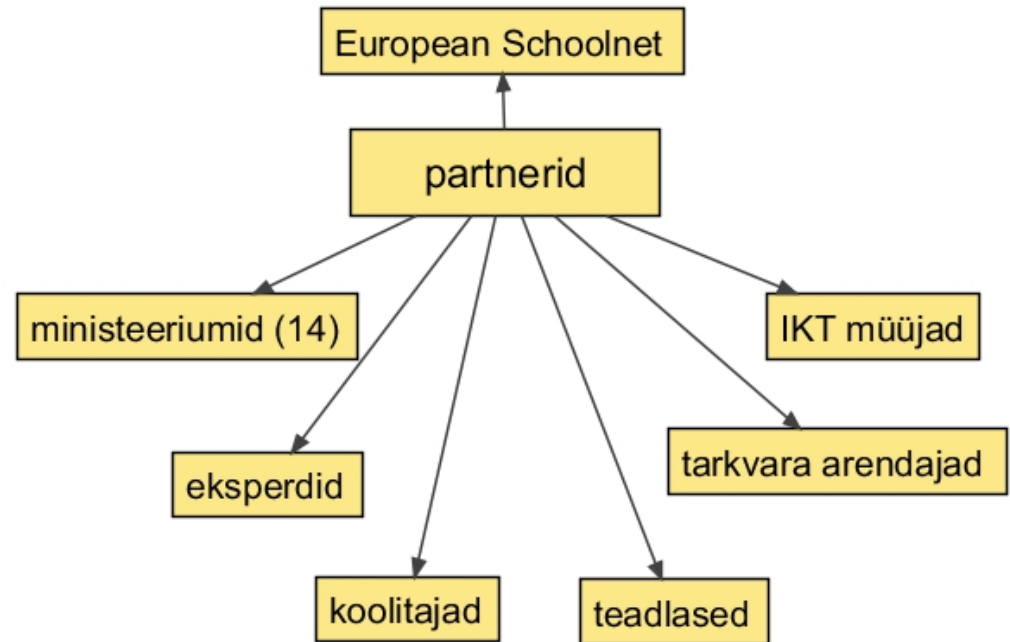 European Schoolnet
partnerid
ministeeriumid (14)
IKT müüjad
tarkvara arendajad
eksperdid
koolitajad
teadlased